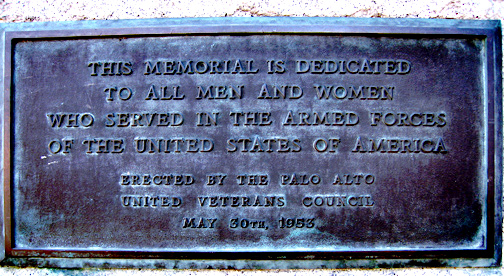 THIS MEMORIAL IS DEDICATED
TO ALL MEN AND WOMEN
WHO SERVED IN THE ARMED FORCES
OF THE UNITED STATES OF AMERICA
ERECTED BY THE PALO ALTO
UNITED VETERANS COUNCIL
MAY 30TH, 1953